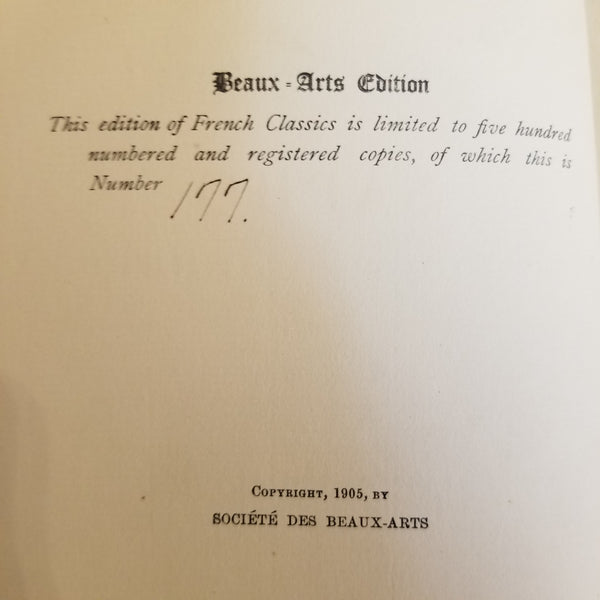 Beaux-Arts Edition
This edition of French Classics is limited to five hundred
numbered and registered copies, of which this is
Number 177.
COPYRIGHT, 1905, BY
SOCIÉTÉ DES BEAUX-ARTS